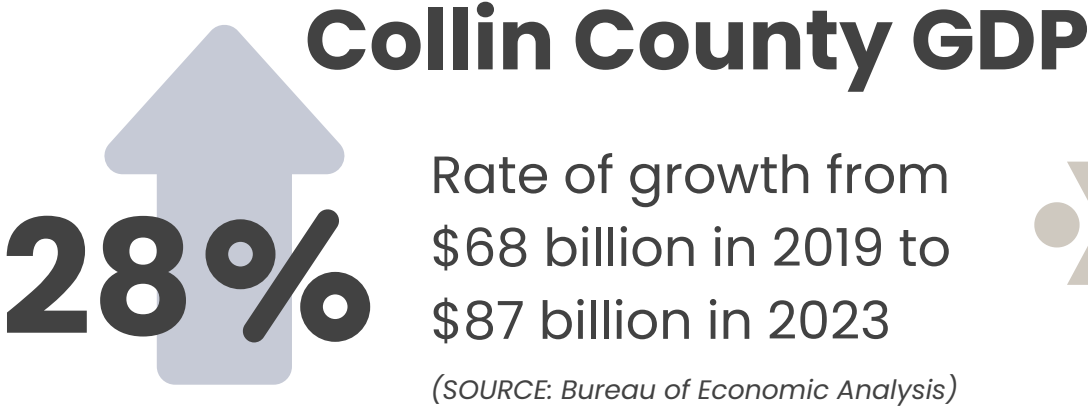 Collin County GDP
28%
Rate of growth from
$68 billion in 2019 to
$87 billion in 2023
(SOURCE: Bureau of Economic Analysis)